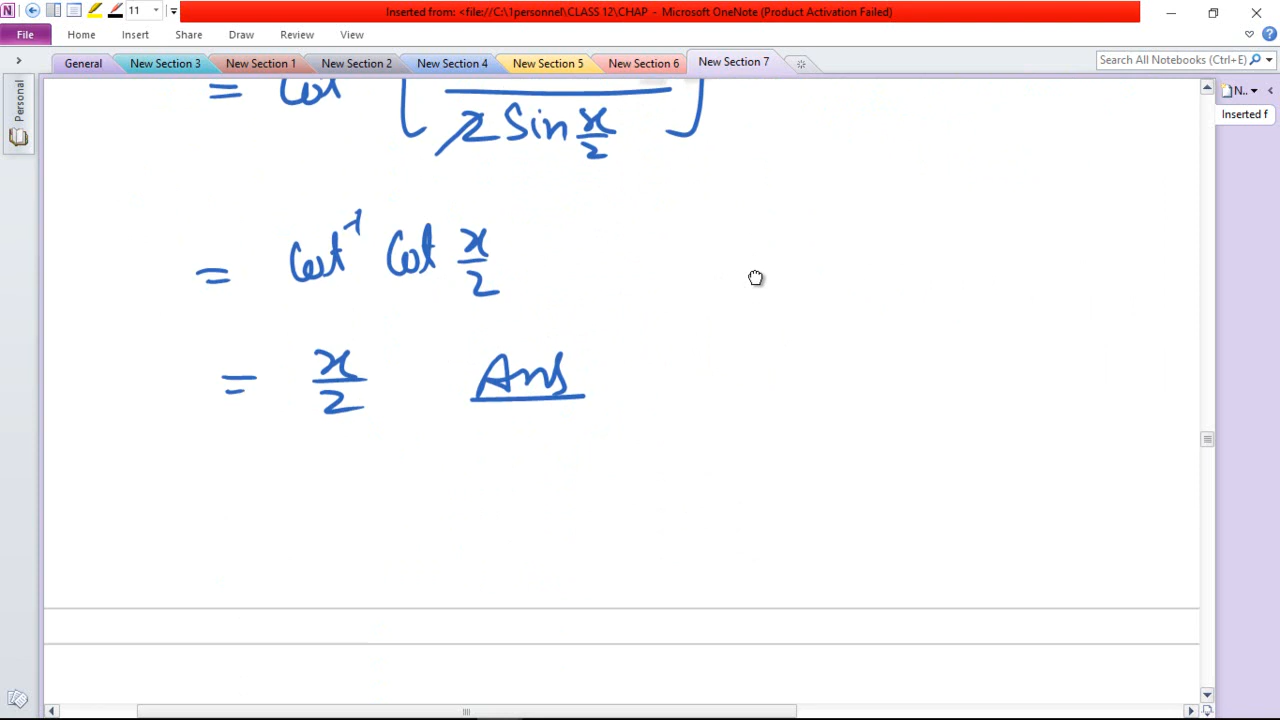 Inserted from: <file://C:\1personnel\CLASS 12\CHAP - Microsoft OneNote (Product Activation Failed)
11
File Home Insert Share Draw Review View
General New Section 3 New Section 1 New Section 2 New Section 4 New Section 5 New Section 6 New Section 7
Search All Notebooks (Ctrl+E)
Personal
N..
Inserted f
= Cot [ / 2 Sin x/2 ]
= Cot⁻¹ Cot x/2
= x/2 Ans